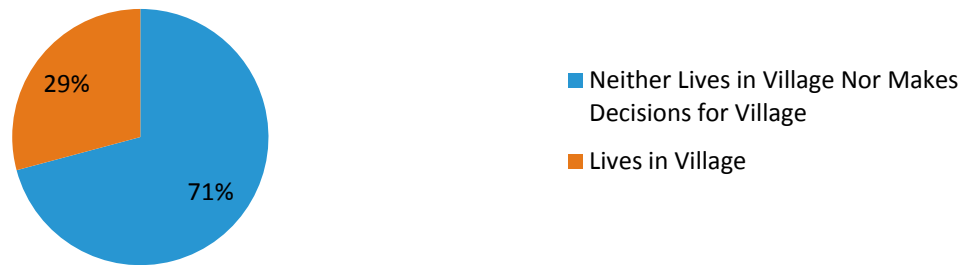 29%
71%
Neither Lives in Village Nor Makes
Decisions for Village
Lives in Village